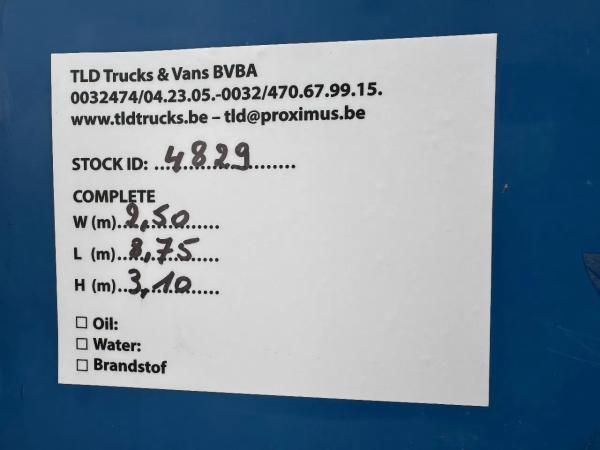 TLD Trucks & Vans BVBA
0032474/04.23.05.-0032/470.67.99.15.
www.tldtrucks.be – tld@proximus.be
STOCK ID: ...4829..........
COMPLETE
W (m)..2,50......
L (m)..8,75.....
H (m)..3,10.....
☐ Oil:
☐ Water:
☐ Brandstof